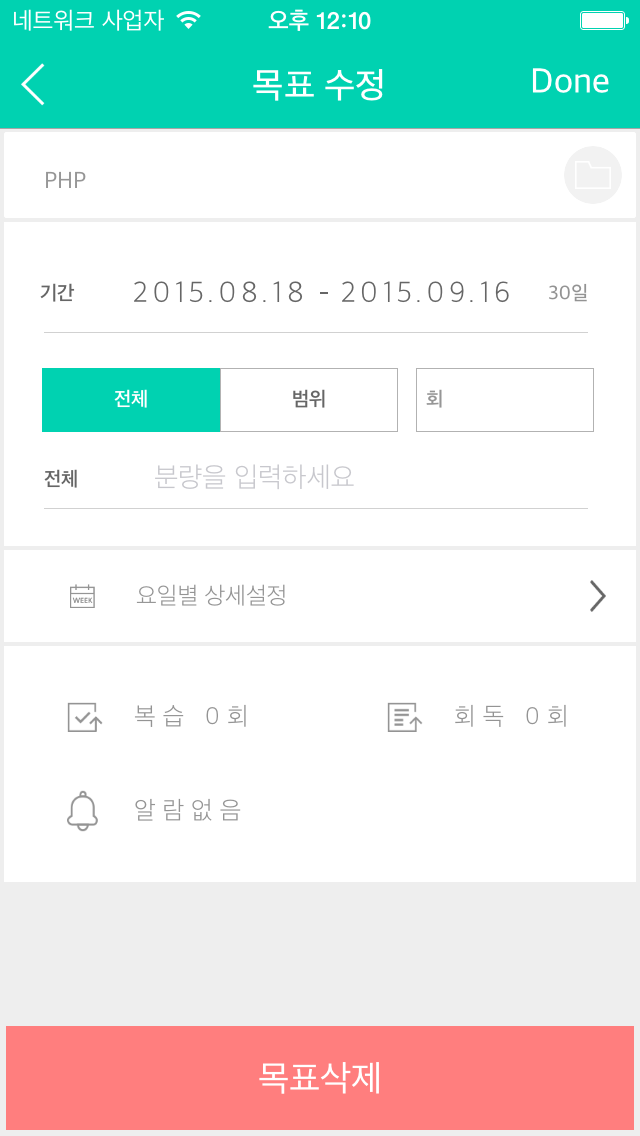 네트워크 사업자 오후 12:10
목표 수정 Done
PHP
기간 2015.08.18 - 2015.09.16 30일
전체 범위 회
전체 분량을 입력하세요
WEEK 요일별 상세설정
복습 0회 회독 0회
알람없음
목표삭제